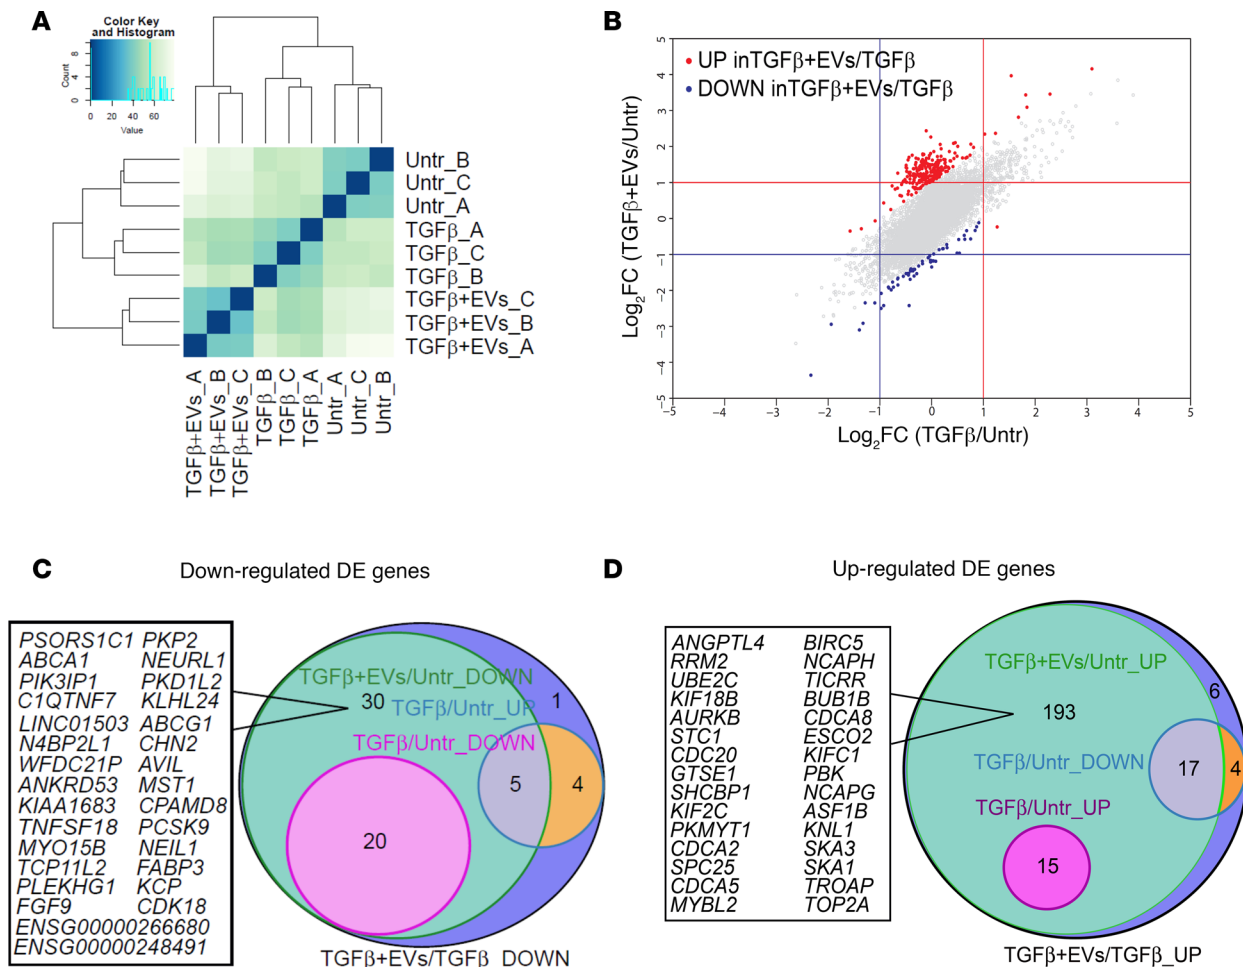 A
Color Key
and Histogram
Count
0 4 8
0 20 40 60
Value
Untr_B
Untr_C
Untr_A
TGFβ_A
TGFβ_C
TGFβ_B
TGFβ+EVs_C
TGFβ+EVs_B
TGFβ+EVs_A
TGFβ+EVs_A
TGFβ+EVs_B
TGFβ+EVs_C
TGFβ_B
TGFβ_C
TGFβ_A
Untr_A
Untr_C
Untr_B
B
UP inTGFβ+EVs/TGFβ
DOWN inTGFβ+EVs/TGFβ
Log₂FC (TGFβ+EVs/Untr)
5
4
3
2
1
0
−1
−2
−3
−4
−5
−5 −4 −3 −2 −1 0 1 2 3 4 5
Log₂FC (TGFβ/Untr)
C
Down-regulated DE genes
PSORS1C1 PKP2
ABCA1 NEURL1
PIK3IP1 PKD1L2
C1QTNF7 KLHL24
LINC01503 ABCG1
N4BP2L1 CHN2
WFDC21P AVIL
ANKRD53 MST1
KIAA1683 CPAMD8
TNFSF18 PCSK9
MYO15B NEIL1
TCP11L2 FABP3
PLEKHG1 KCP
FGF9 CDK18
ENSG00000266680
ENSG00000248491
TGFβ+EVs/Untr_DOWN
30
TGFβ/Untr_UP
1
TGFβ/Untr_DOWN
5
4
20
TGFβ+EVs/TGFβ_DOWN
D
Up-regulated DE genes
ANGPTL4 BIRC5
RRM2 NCAPH
UBE2C TICRR
KIF18B BUB1B
AURKB CDCA8
STC1 ESCO2
CDC20 KIFC1
GTSE1 PBK
SHCBP1 NCAPG
KIF2C ASF1B
PKMYT1 KNL1
CDCA2 SKA3
SPC25 SKA1
CDCA5 TROAP
MYBL2 TOP2A
TGFβ+EVs/Untr_UP
6
193
TGFβ/Untr_DOWN
17
4
TGFβ/Untr_UP
15
TGFβ+EVs/TGFβ_UP